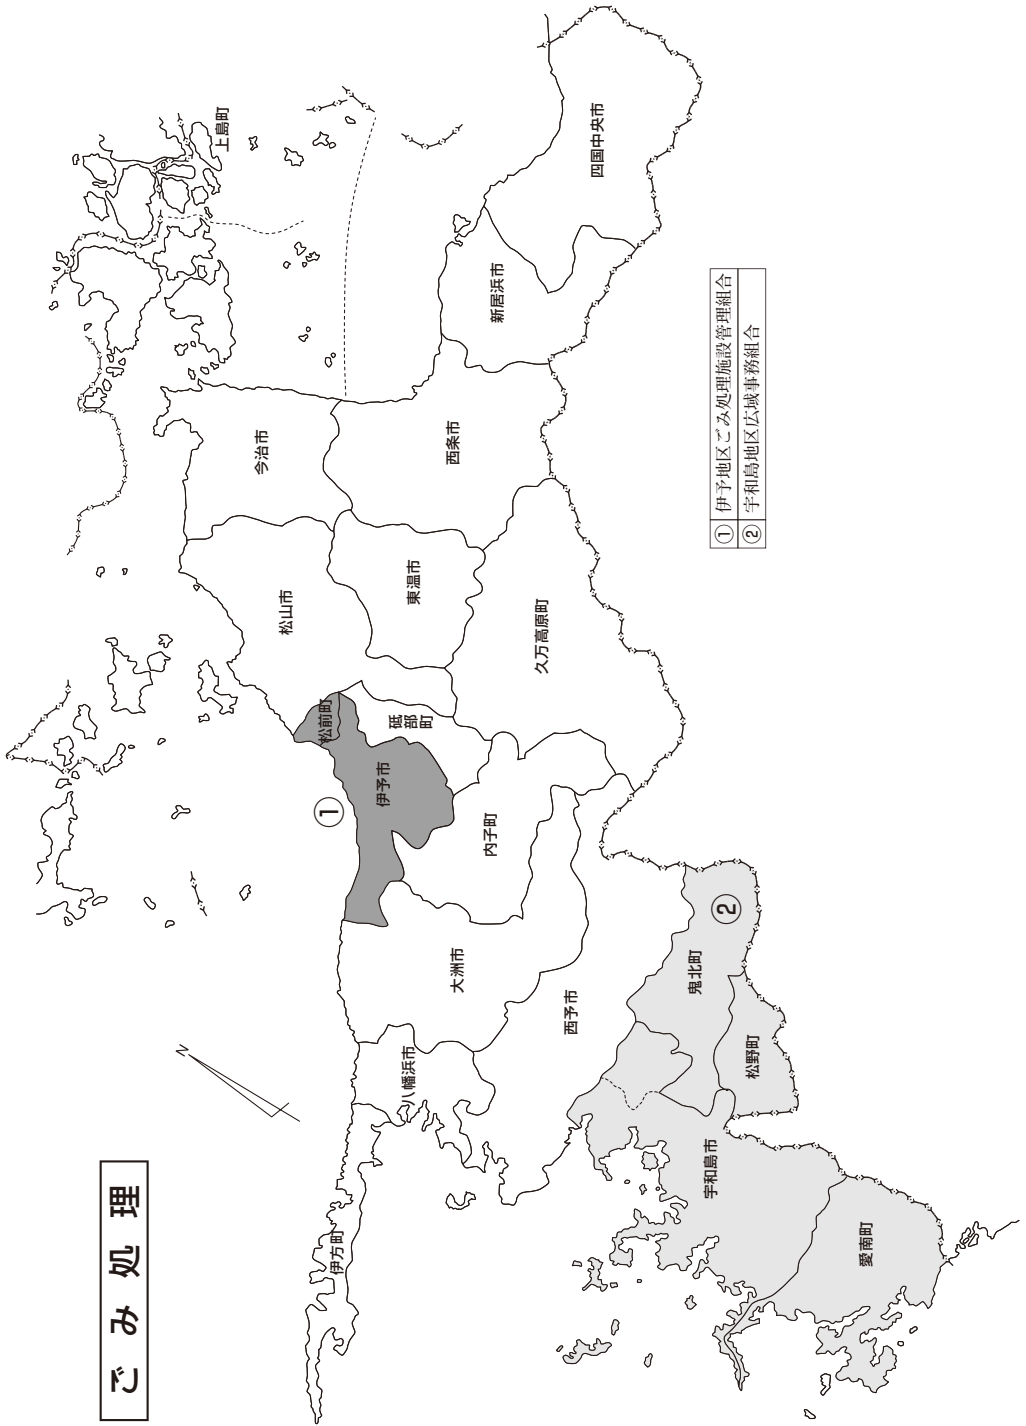 ごみ処理
上島町
四国中央市
新居浜市
西条市
今治市
松山市
東温市
久万高原町
松前町
砥部町
伊予市
①
内子町
大洲市
西予市
八幡浜市
伊方町
鬼北町
②
松野町
宇和島市
愛南町
N
① 伊予地区ごみ処理施設管理組合
② 宇和島地区広域事務組合